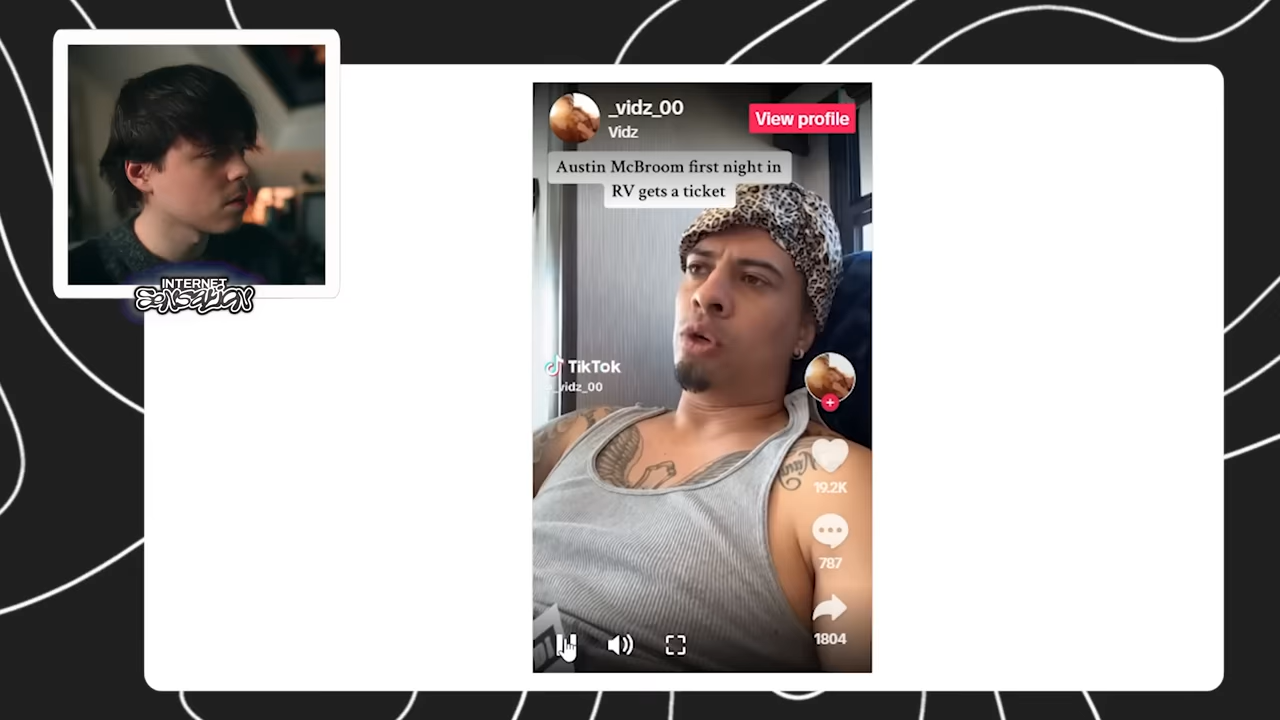 _vidz_00
Vidz
View profile
Austin McBroom first night in
RV gets a ticket
TikTok
_vidz_00
19.2K
787
1804
INTERNET
SENSATION